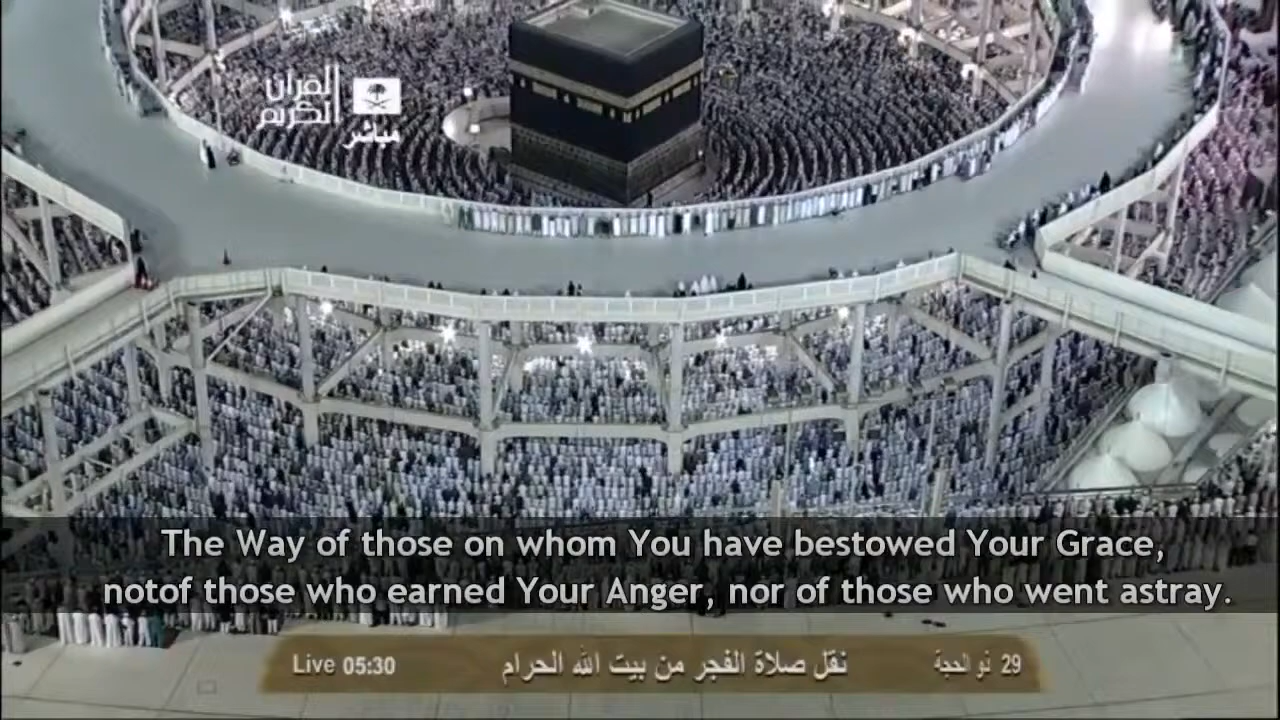 القرآن
الكريم
مباشر
The Way of those on whom You have bestowed Your Grace,
notof those who earned Your Anger, nor of those who went astray.
Live 05:30 نقل صلاة الفجر من بيت الله الحرام 29 ذو الحجة